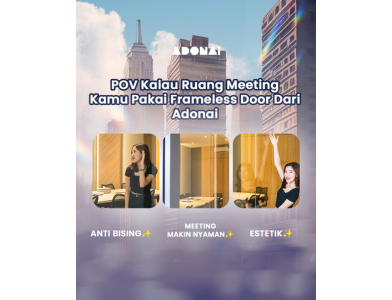 ADONAI
POV Kalau Ruang Meeting
Kamu Pakai Frameless Door Dari
Adonai
ANTI BISING✨
MEETING
MAKIN NYAMAN✨
ESTETIK✨